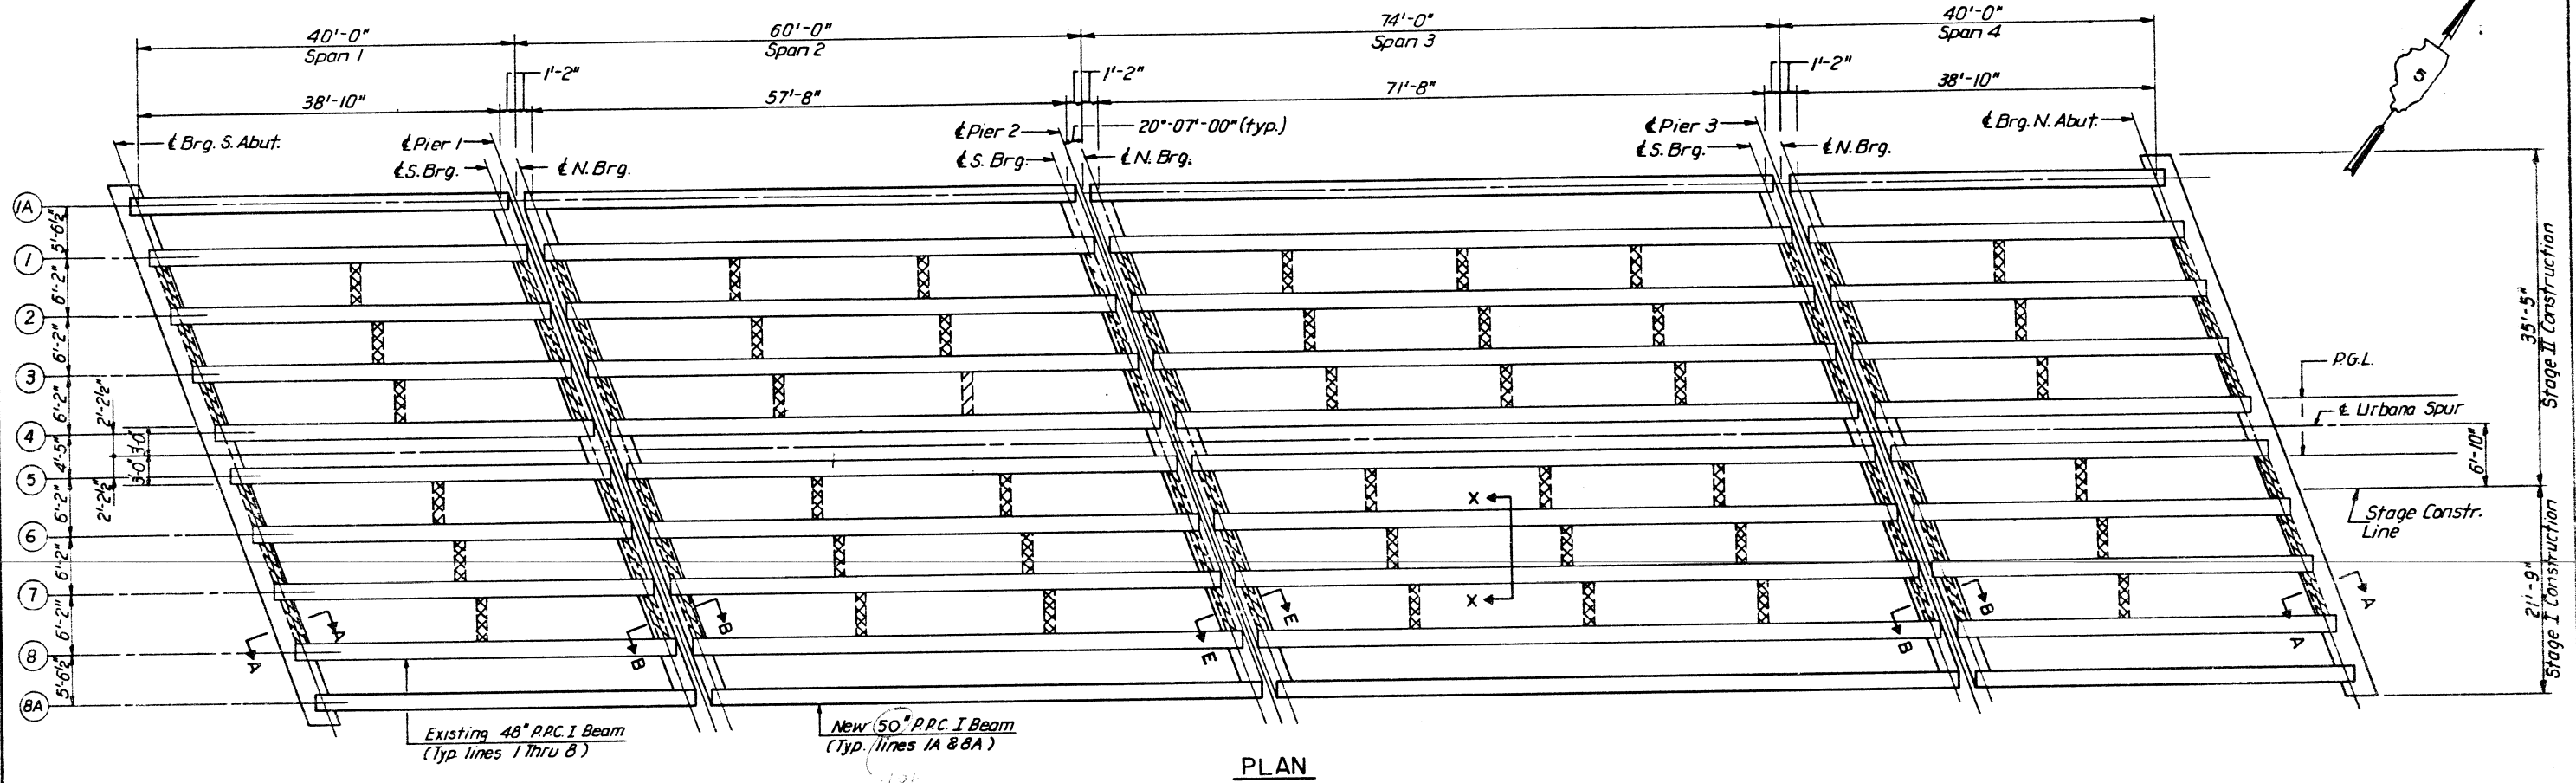 40'-0"
Span 1
60'-0"
Span 2
74'-0"
Span 3
40'-0"
Span 4
1'-2"
1'-2"
1'-2"
38'-10"
57'-8"
71'-8"
38'-10"
5
℄ Brg. S. Abut.
℄ Pier 1
℄ S. Brg.
℄ N. Brg.
℄ Pier 2
20°-07'-00" (typ.)
℄ S. Brg.
℄ N. Brg.
℄ Pier 3
℄ S. Brg.
℄ N. Brg.
℄ Brg. N. Abut.
1A
5'-6½"
1
6'-2"
2
6'-2"
3
6'-2"
2'-2½"
4
4'-5"
3'-0"
3'-0"
5
2'-2½"
6'-2"
6
6'-2"
7
6'-2"
8
5'-6½"
8A
35'-5"
Stage II Construction
P.G.L.
℄ Urbana Spur
6'-10"
Stage Constr.
Line
21'-9"
Stage I Construction
X
X
A
A
B
B
E
E
B
B
A
A
Existing 48" P.P.C. I Beam
(Typ. lines 1 Thru 8)
New 50" P.P.C. I Beam
(Typ. lines 1A & 8A)
PLAN